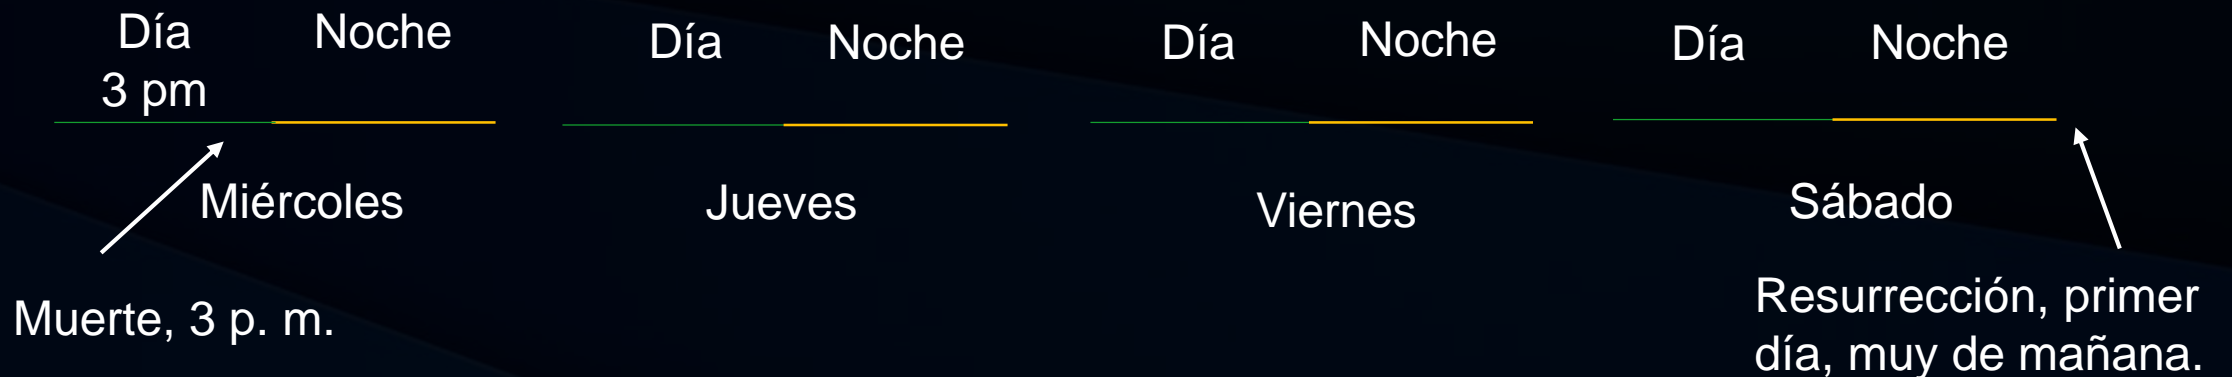 Día Noche Día Noche Día Noche Día Noche
3 pm
Miércoles Jueves Viernes Sábado
Muerte, 3 p. m.
Resurrección, primer
día, muy de mañana.